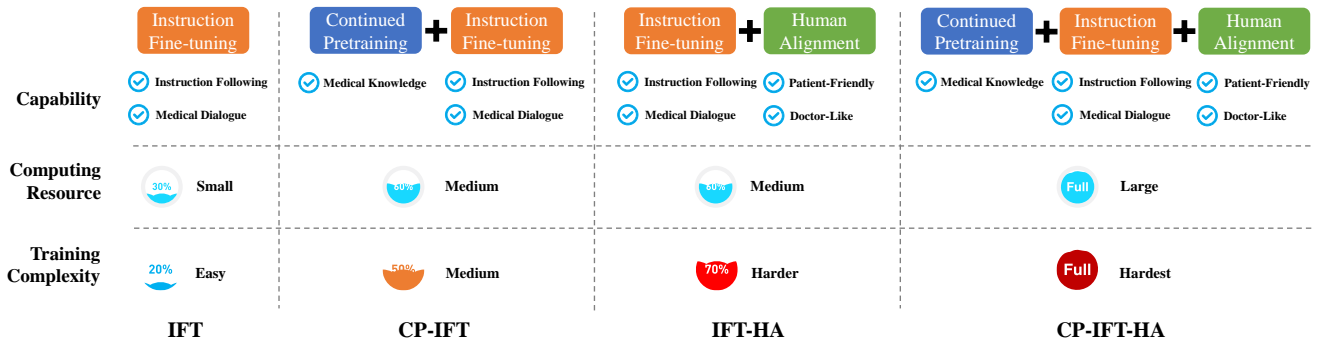 Instruction
Fine-tuning
Continued
Pretraining
Instruction
Fine-tuning
Instruction
Fine-tuning
Human
Alignment
Continued
Pretraining
Instruction
Fine-tuning
Human
Alignment
Capability
Instruction Following
Medical Dialogue
Medical Knowledge
Instruction Following
Medical Dialogue
Instruction Following
Medical Dialogue
Patient-Friendly
Doctor-Like
Medical Knowledge
Instruction Following
Medical Dialogue
Patient-Friendly
Doctor-Like
Computing
Resource
30%
Small
60%
Medium
60%
Medium
Full
Large
Training
Complexity
20%
Easy
50%
Medium
70%
Harder
Full
Hardest
IFT
CP-IFT
IFT-HA
CP-IFT-HA